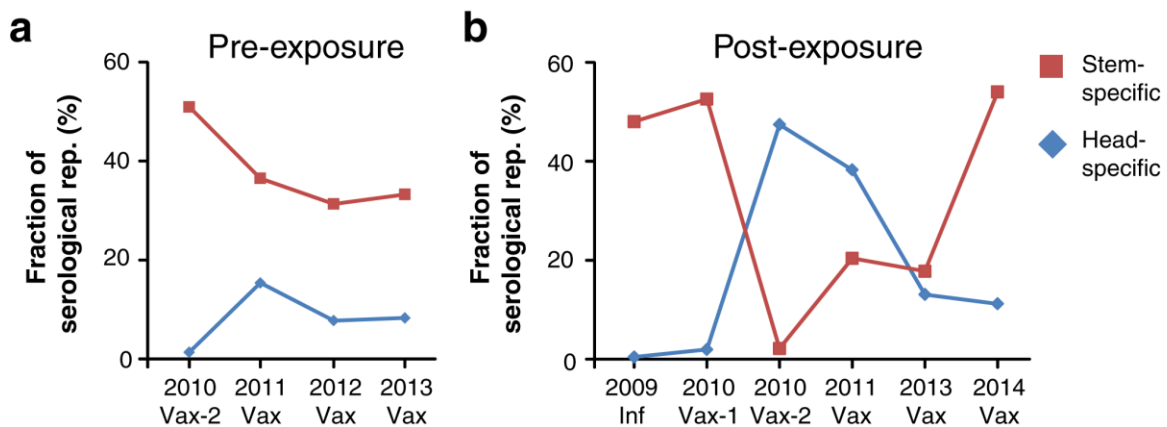 a
Pre-exposure
Fraction of
serological rep. (%)
60
40
20
0
2010
Vax-2
2011
Vax
2012
Vax
2013
Vax
b
Post-exposure
Fraction of
serological rep. (%)
60
40
20
0
2009
Inf
2010
Vax-1
2010
Vax-2
2011
Vax
2013
Vax
2014
Vax
Stem-
specific
Head-
specific